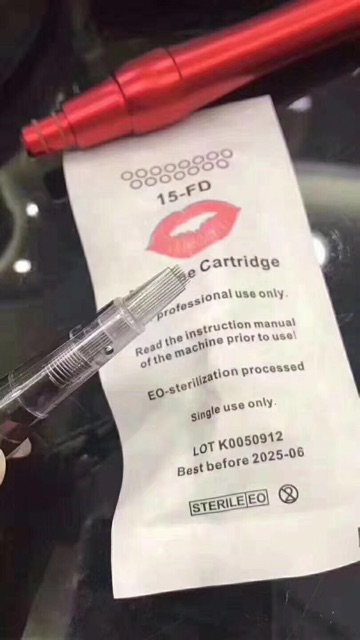 15-FD
Cartridge
professional use only.
Read the instruction manual
of the machine prior to use!
EO-sterilization processed
Single use only.
LOT K0050912
Best before 2025-06
STERILE EO
2